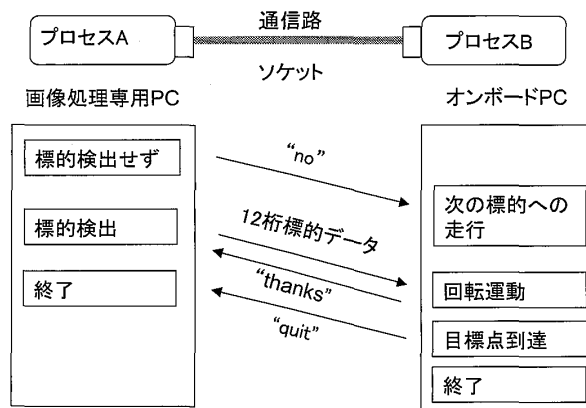 通信路
プロセスA
プロセスB
ソケット
画像処理専用PC
オンボードPC
標的検出せず
“no”
次の標的への
走行
標的検出
12桁標的データ
“thanks”
回転運動
終了
“quit”
目標点到達
終了